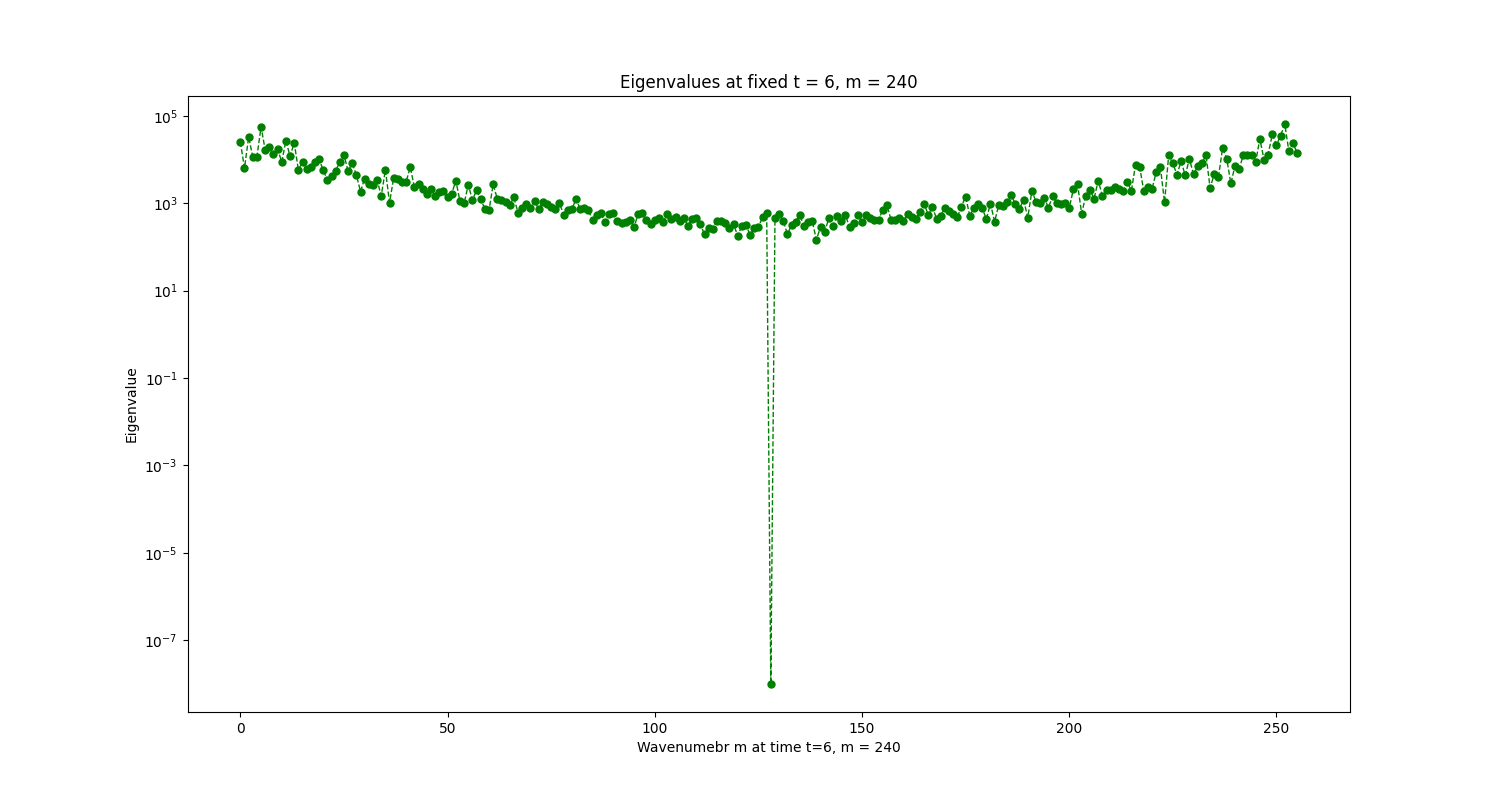 Eigenvalues at fixed t = 6, m = 240
10^5
10^3
10^1
10^-1
10^-3
10^-5
10^-7
Eigenvalue
0 50 100 150 200 250
Wavenumebr m at time t=6, m = 240